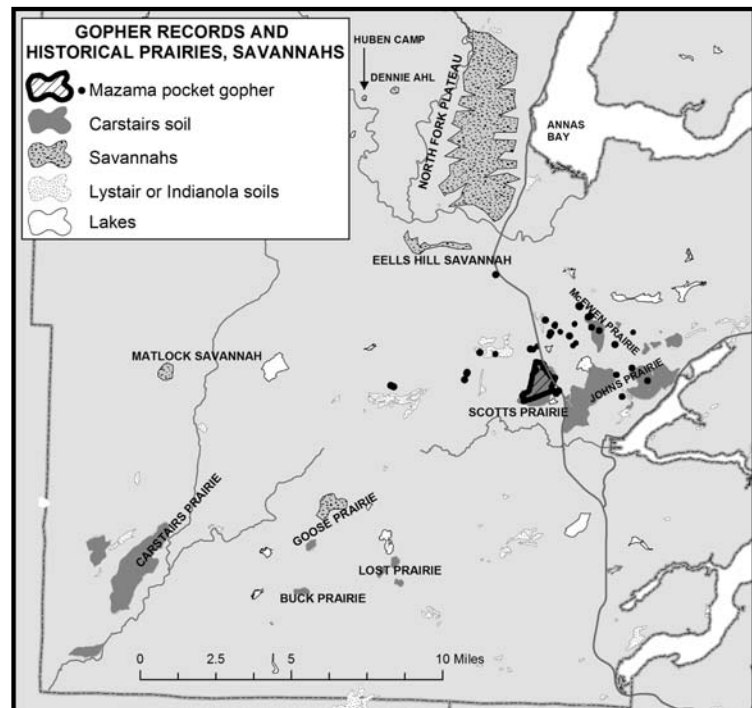 GOPHER RECORDS AND
HISTORICAL PRAIRIES, SAVANNAHS
Mazama pocket gopher
Carstairs soil
Savannahs
Lystair or Indianola soils
Lakes
HUBEN CAMP
DENNIE AHL
NORTH FORK PLATEAU
ANNAS
BAY
EELLS HILL SAVANNAH
McEWEN PRAIRIE
MATLOCK SAVANNAH
JOHNS PRAIRIE
SCOTTS PRAIRIE
CARSTAIRS PRAIRIE
GOOSE PRAIRIE
LOST PRAIRIE
BUCK PRAIRIE
0 2.5 5 10 Miles